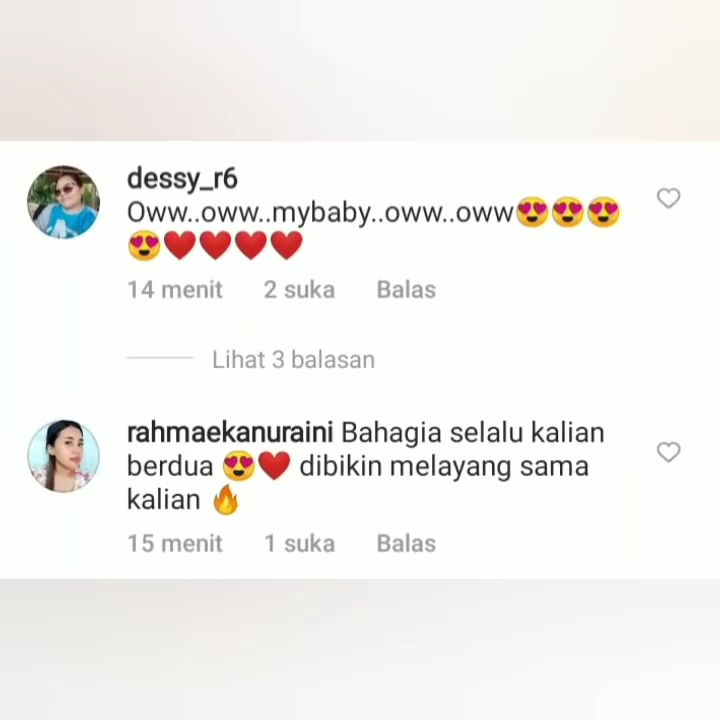 dessy_r6
Oww..oww..mybaby..oww..oww😍😍😍
😍❤️❤️❤️❤️
14 menit 2 suka Balas
Lihat 3 balasan
rahmaekanuraini Bahagia selalu kalian
berdua 😍❤️ dibikin melayang sama
kalian 🔥
15 menit 1 suka Balas